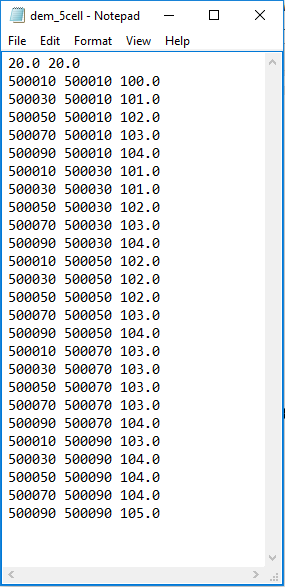 dem_5cell - Notepad
File Edit Format View Help
20.0 20.0
500010 500010 100.0
500030 500010 101.0
500050 500010 102.0
500070 500010 103.0
500090 500010 104.0
500010 500030 101.0
500030 500030 101.0
500050 500030 102.0
500070 500030 103.0
500090 500030 104.0
500010 500050 102.0
500030 500050 102.0
500050 500050 102.0
500070 500050 103.0
500090 500050 104.0
500010 500070 103.0
500030 500070 103.0
500050 500070 103.0
500070 500070 103.0
500090 500070 104.0
500010 500090 103.0
500030 500090 104.0
500050 500090 104.0
500070 500090 104.0
500090 500090 105.0